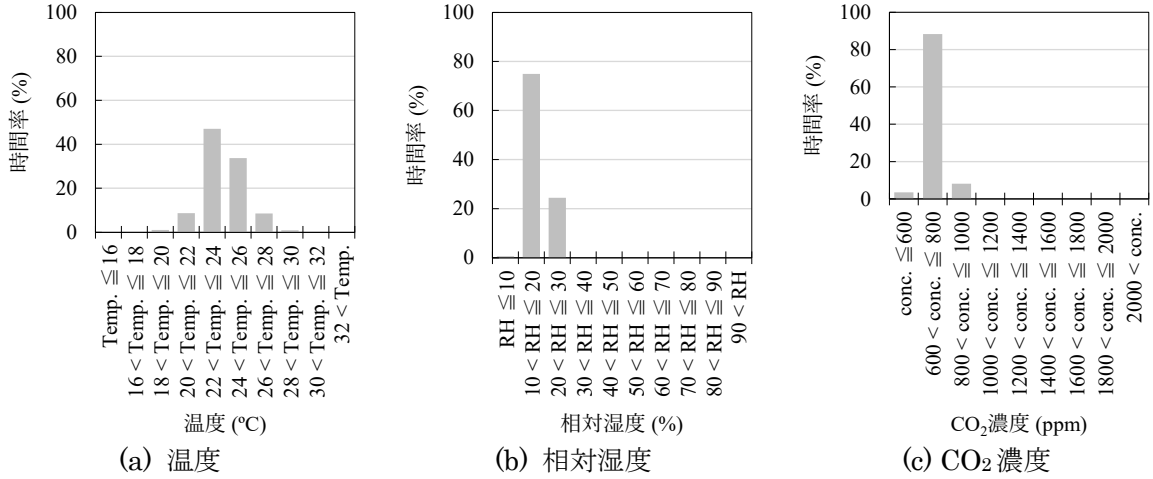 100
80
60
40
20
0
時間率 (%)
Temp. ≦ 16
16 < Temp. ≦ 18
18 < Temp. ≦ 20
20 < Temp. ≦ 22
22 < Temp. ≦ 24
24 < Temp. ≦ 26
26 < Temp. ≦ 28
28 < Temp. ≦ 30
30 < Temp. ≦ 32
32 < Temp.
温度 (ºC)
(a) 温度
100
80
60
40
20
0
時間率 (%)
RH ≦ 10
10 < RH ≦ 20
20 < RH ≦ 30
30 < RH ≦ 40
40 < RH ≦ 50
50 < RH ≦ 60
60 < RH ≦ 70
70 < RH ≦ 80
80 < RH ≦ 90
90 < RH
相対湿度 (%)
(b) 相対湿度
100
80
60
40
20
0
時間率 (%)
conc. ≦600
600 < conc. ≦ 800
800 < conc. ≦ 1000
1000 < conc. ≦ 1200
1200 < conc. ≦ 1400
1400 < conc. ≦ 1600
1600 < conc. ≦ 1800
1800 < conc. ≦ 2000
2000 < conc.
CO₂濃度 (ppm)
(c) CO₂ 濃度